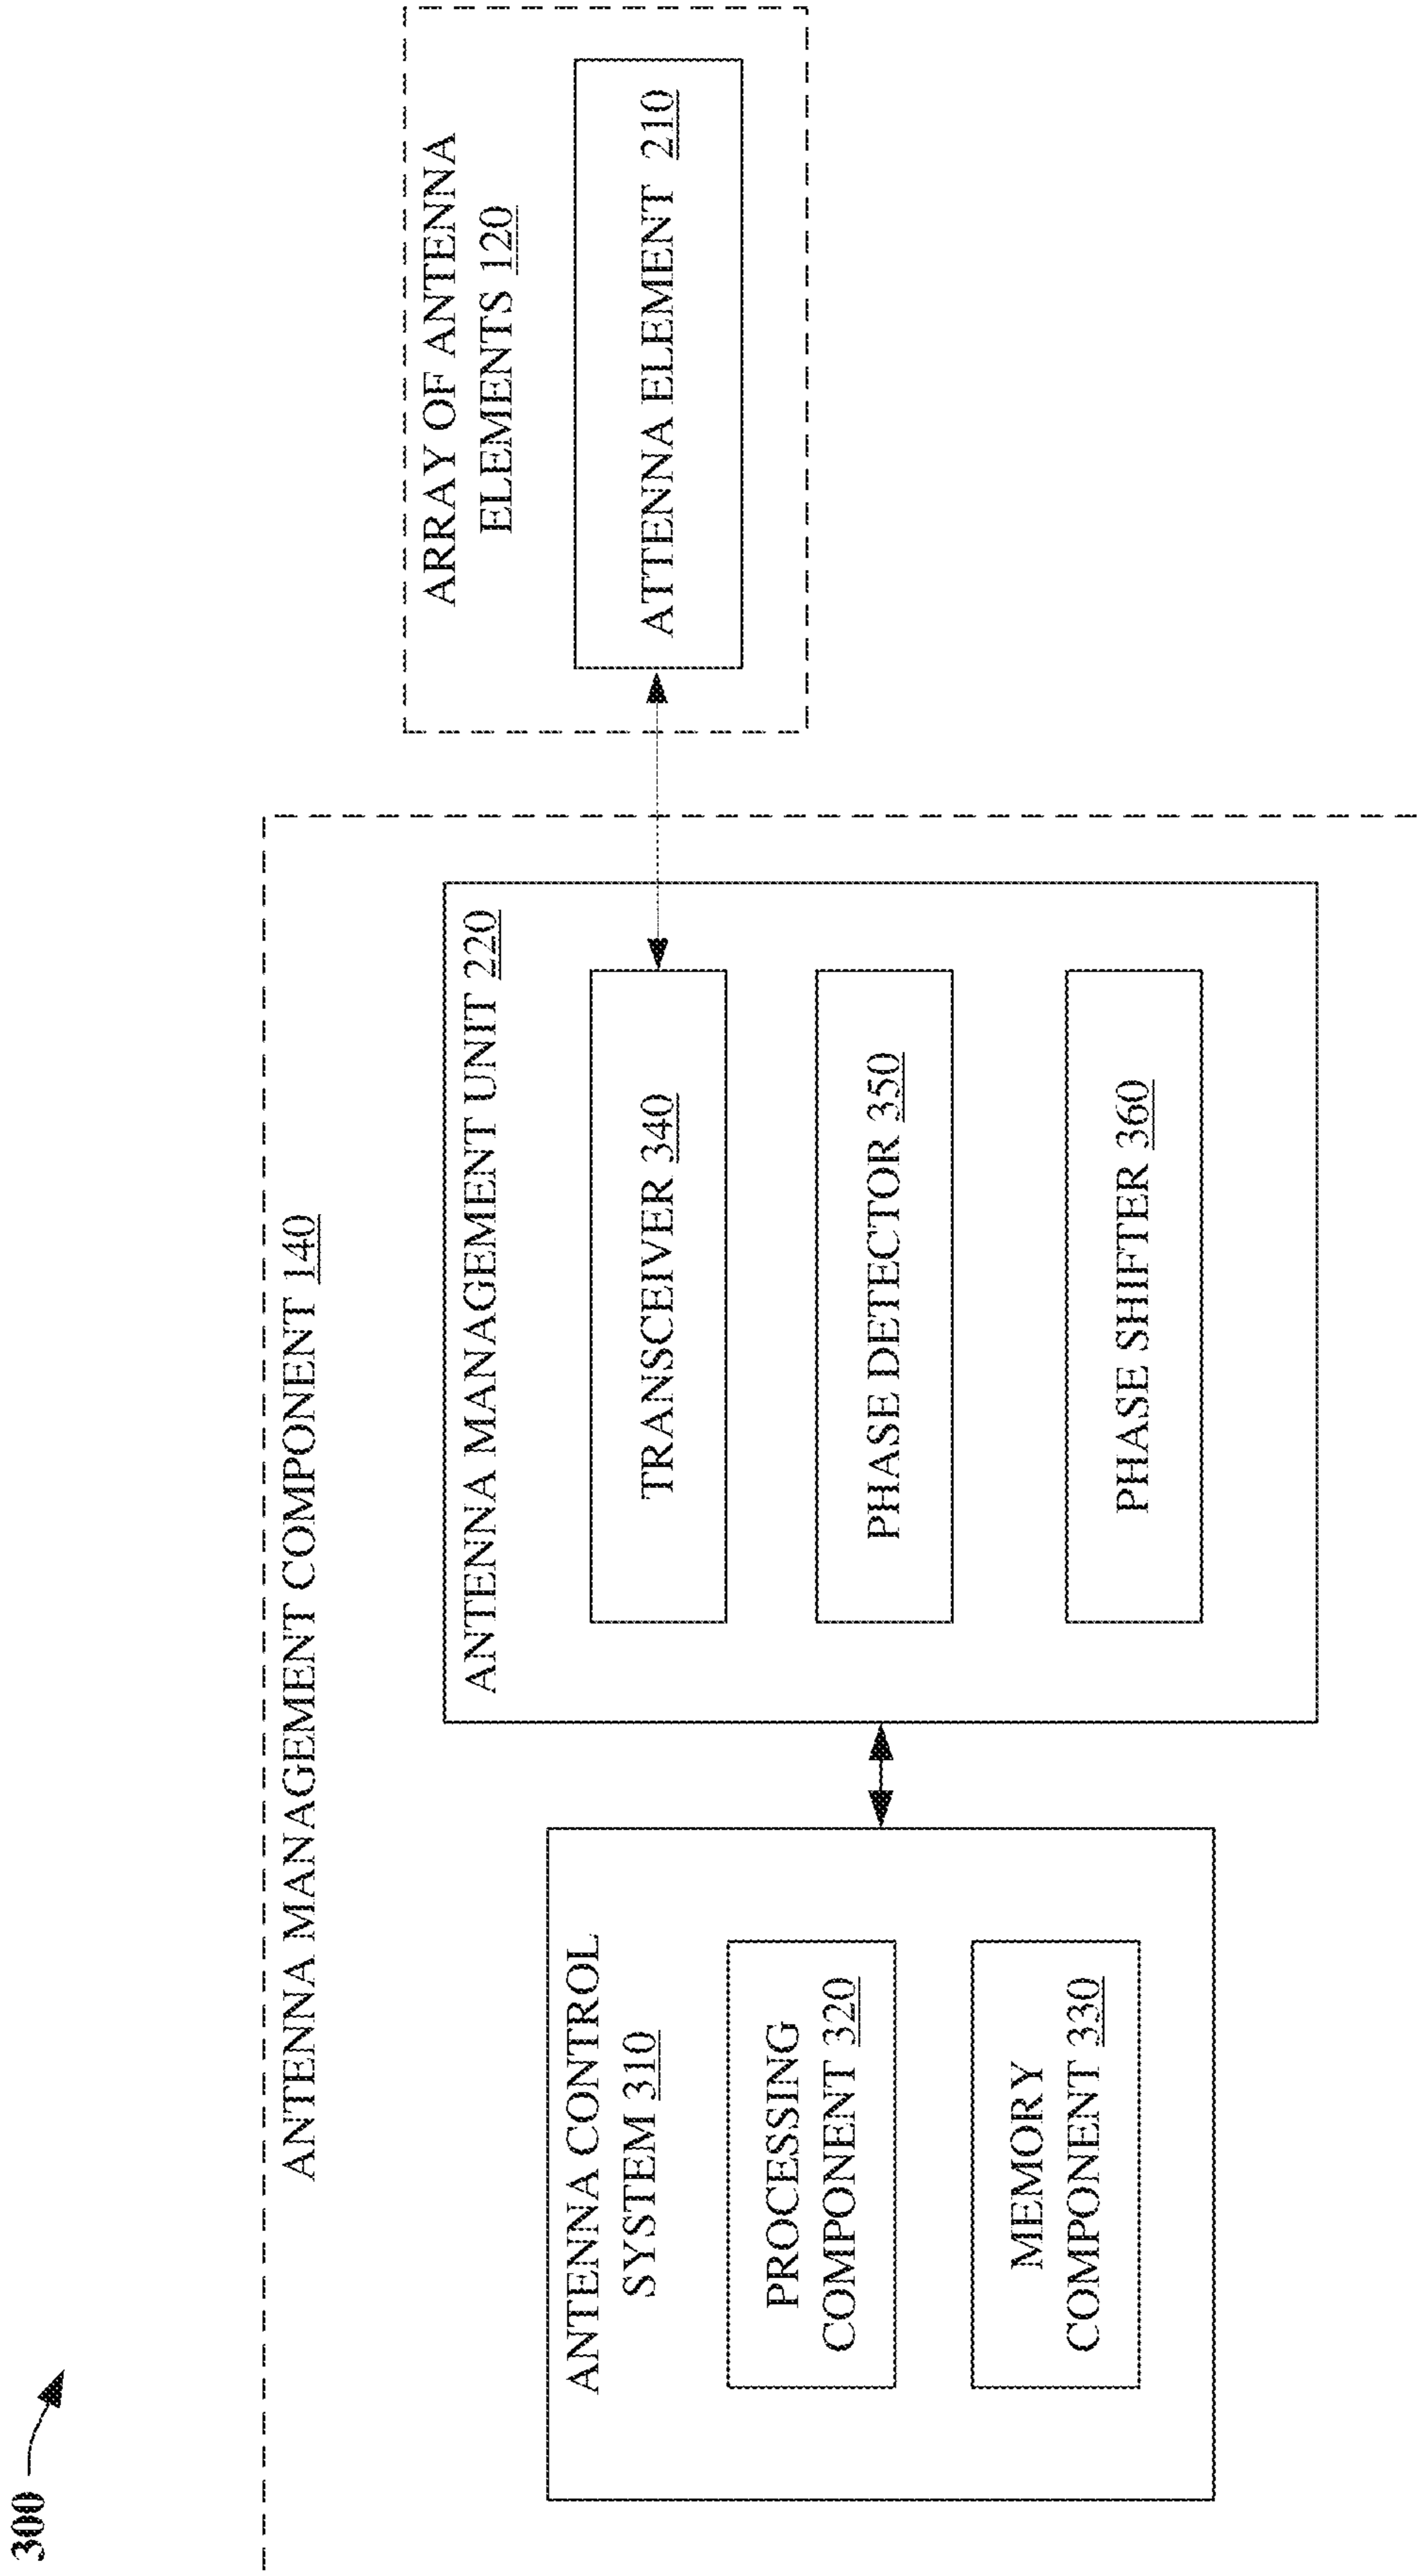 300
ANTENNA MANAGEMENT COMPONENT 140
ANTENNA CONTROL
SYSTEM 310
PROCESSING
COMPONENT 320
MEMORY
COMPONENT 330
ANTENNA MANAGEMENT UNIT 220
TRANSCEIVER 340
PHASE DETECTOR 350
PHASE SHIFTER 360
ARRAY OF ANTENNA
ELEMENTS 120
ATTENNA ELEMENT 210